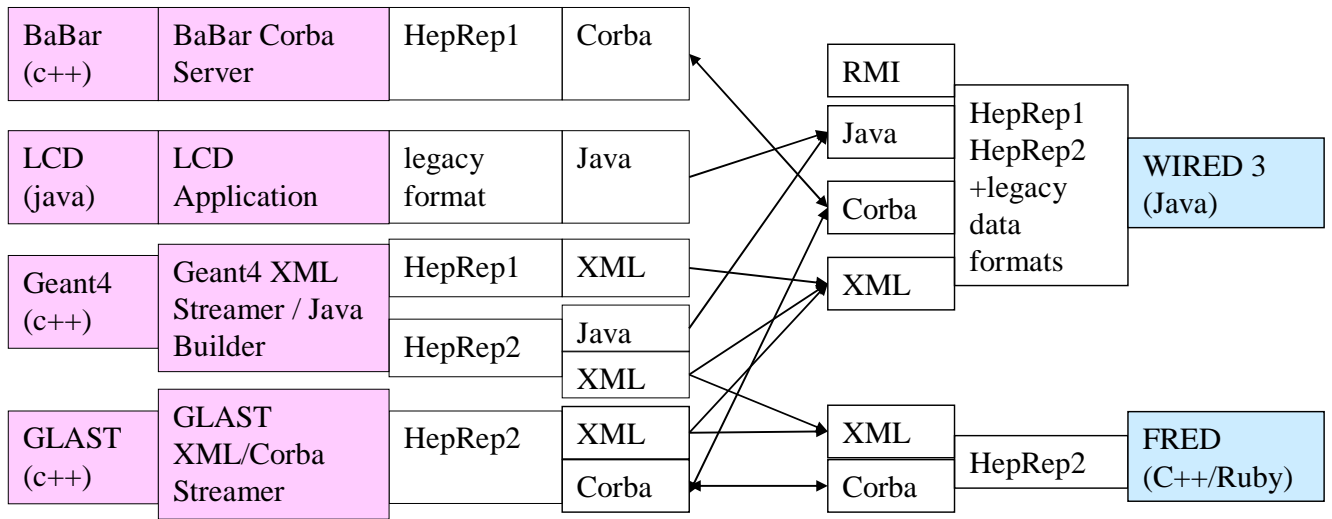 BaBar
(c++)
BaBar Corba
Server
HepRep1
Corba
LCD
(java)
LCD
Application
legacy
format
Java
Geant4
(c++)
Geant4 XML
Streamer / Java
Builder
HepRep1
XML
HepRep2
Java
XML
GLAST
(c++)
GLAST
XML/Corba
Streamer
HepRep2
XML
Corba
RMI
Java
Corba
XML
HepRep1
HepRep2
+legacy
data
formats
WIRED 3
(Java)
XML
Corba
HepRep2
FRED
(C++/Ruby)